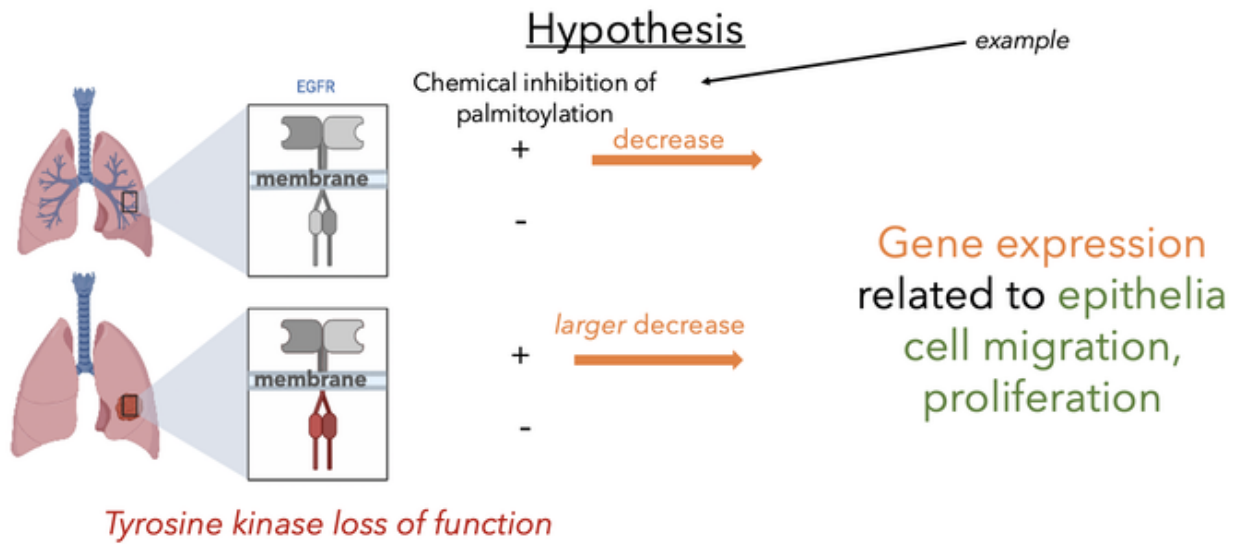 Hypothesis
example
EGFR
Chemical inhibition of
palmitoylation
+
decrease
membrane
-
Gene expression
related to epithelia
cell migration,
proliferation
larger decrease
+
membrane
-
Tyrosine kinase loss of function